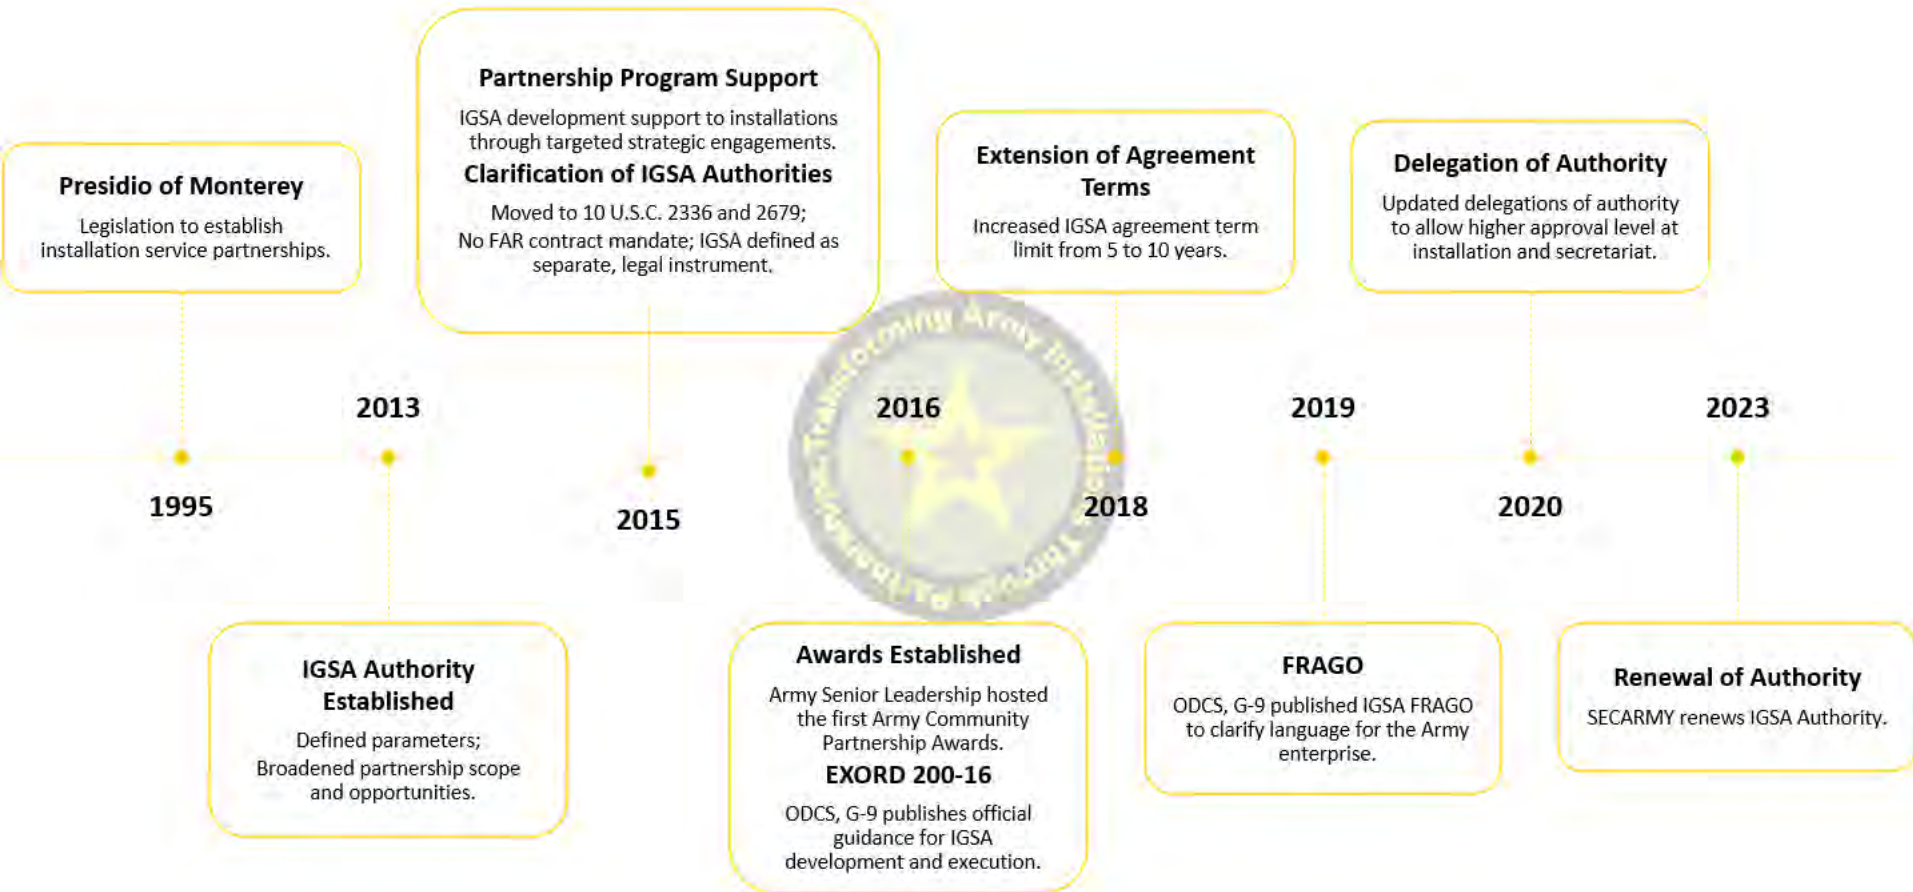 Presidio of Monterey
Legislation to establish
installation service partnerships.
1995
2013
IGSA Authority
Established
Defined parameters;
Broadened partnership scope
and opportunities.
Partnership Program Support
IGSA development support to installations
through targeted strategic engagements.
Clarification of IGSA Authorities
Moved to 10 U.S.C. 2336 and 2679;
No FAR contract mandate; IGSA defined as
separate, legal instrument.
2015
2016
Awards Established
Army Senior Leadership hosted
the first Army Community
Partnership Awards.
EXORD 200-16
ODCS, G-9 publishes official
guidance for IGSA
development and execution.
Extension of Agreement
Terms
Increased IGSA agreement term
limit from 5 to 10 years.
2018
2019
FRAGO
ODCS, G-9 published IGSA FRAGO
to clarify language for the Army
enterprise.
Delegation of Authority
Updated delegations of authority
to allow higher approval level at
installation and secretariat.
2020
2023
Renewal of Authority
SECARMY renews IGSA Authority.
Transforming Army Installations Through Partnership